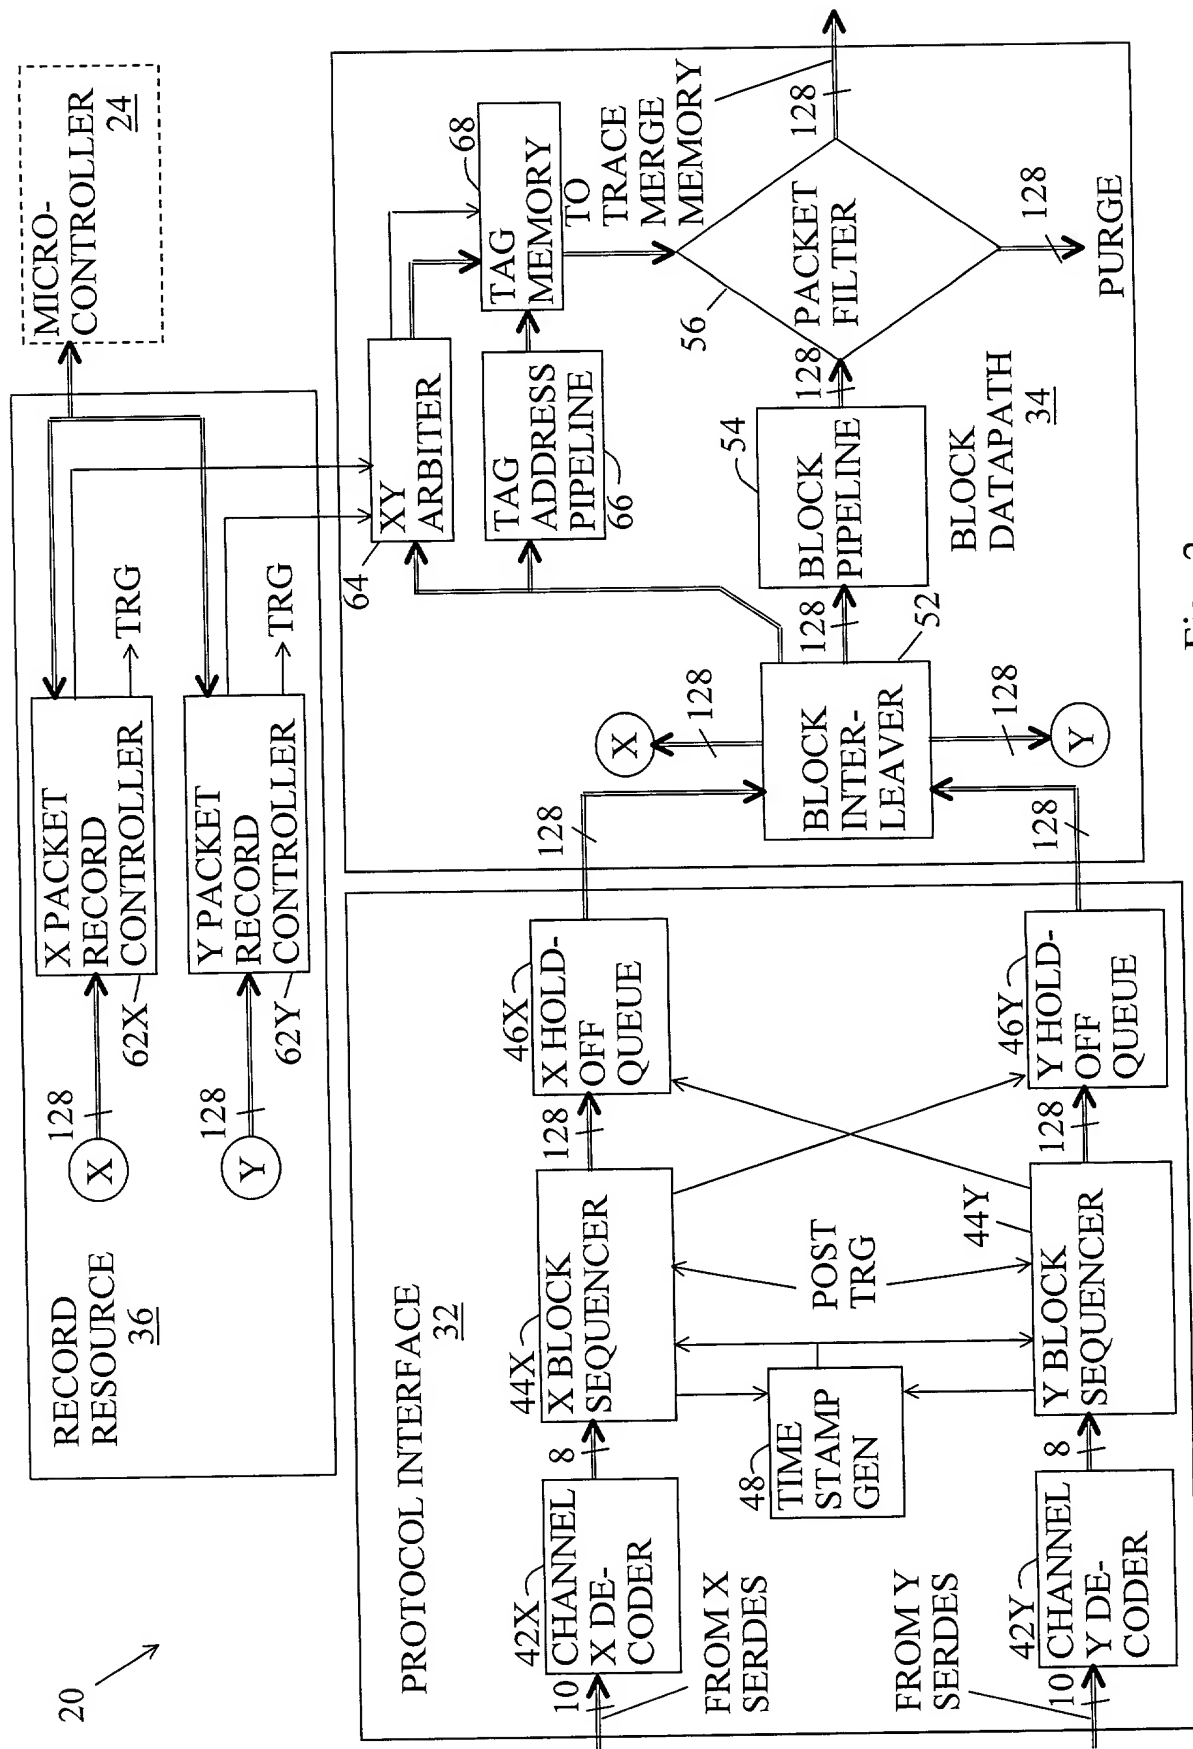 20
RECORD
RESOURCE
36
X
128
62X
X PACKET
RECORD
CONTROLLER
TRG
Y
128
62Y
Y PACKET
RECORD
CONTROLLER
TRG
MICRO-
CONTROLLER
24
PROTOCOL INTERFACE
32
10
FROM X
SERDES
42X
CHANNEL
X DE-
CODER
8
44X
X BLOCK
SEQUENCER
128
46X
X HOLD-
OFF
QUEUE
128
48
TIME
STAMP
GEN
POST
TRG
10
FROM Y
SERDES
42Y
CHANNEL
Y DE-
CODER
8
44Y
Y BLOCK
SEQUENCER
128
46Y
Y HOLD-
OFF
QUEUE
128
X
128
BLOCK
INTER-
LEAVER
52
128
Y
128
54
BLOCK
PIPELINE
128
64
XY
ARBITER
TAG
ADDRESS
PIPELINE
66
68
TAG
MEMORY
TO
TRACE
MERGE
MEMORY
56
PACKET
FILTER
128
128
PURGE
BLOCK
DATAPATH
34